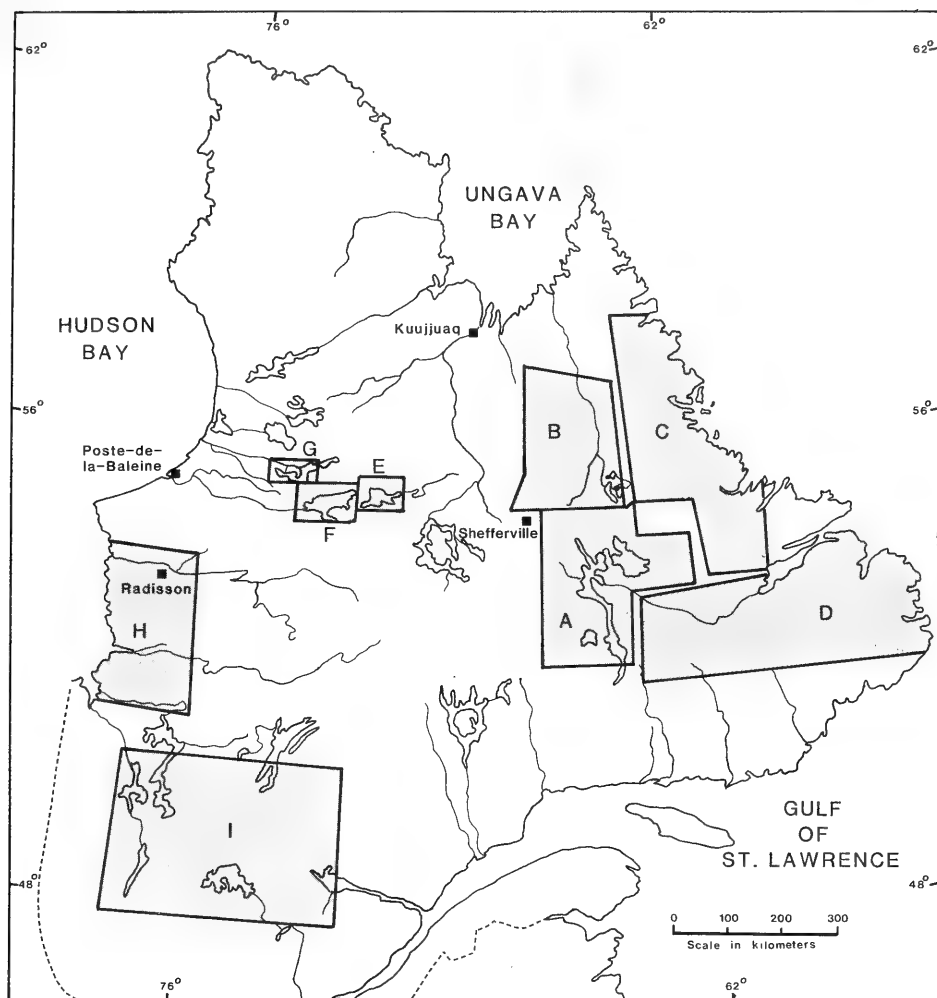 76°
62°
62°
62°
UNGAVA
BAY
HUDSON
BAY
Kuujjuaq
56°
56°
B
C
Poste-de-
la-Baleine
G
E
F
Shefferville
Radisson
H
A
D
I
GULF
OF
ST. LAWRENCE
48°
48°
0 100 200 300
Scale in kilometers
76°
62°